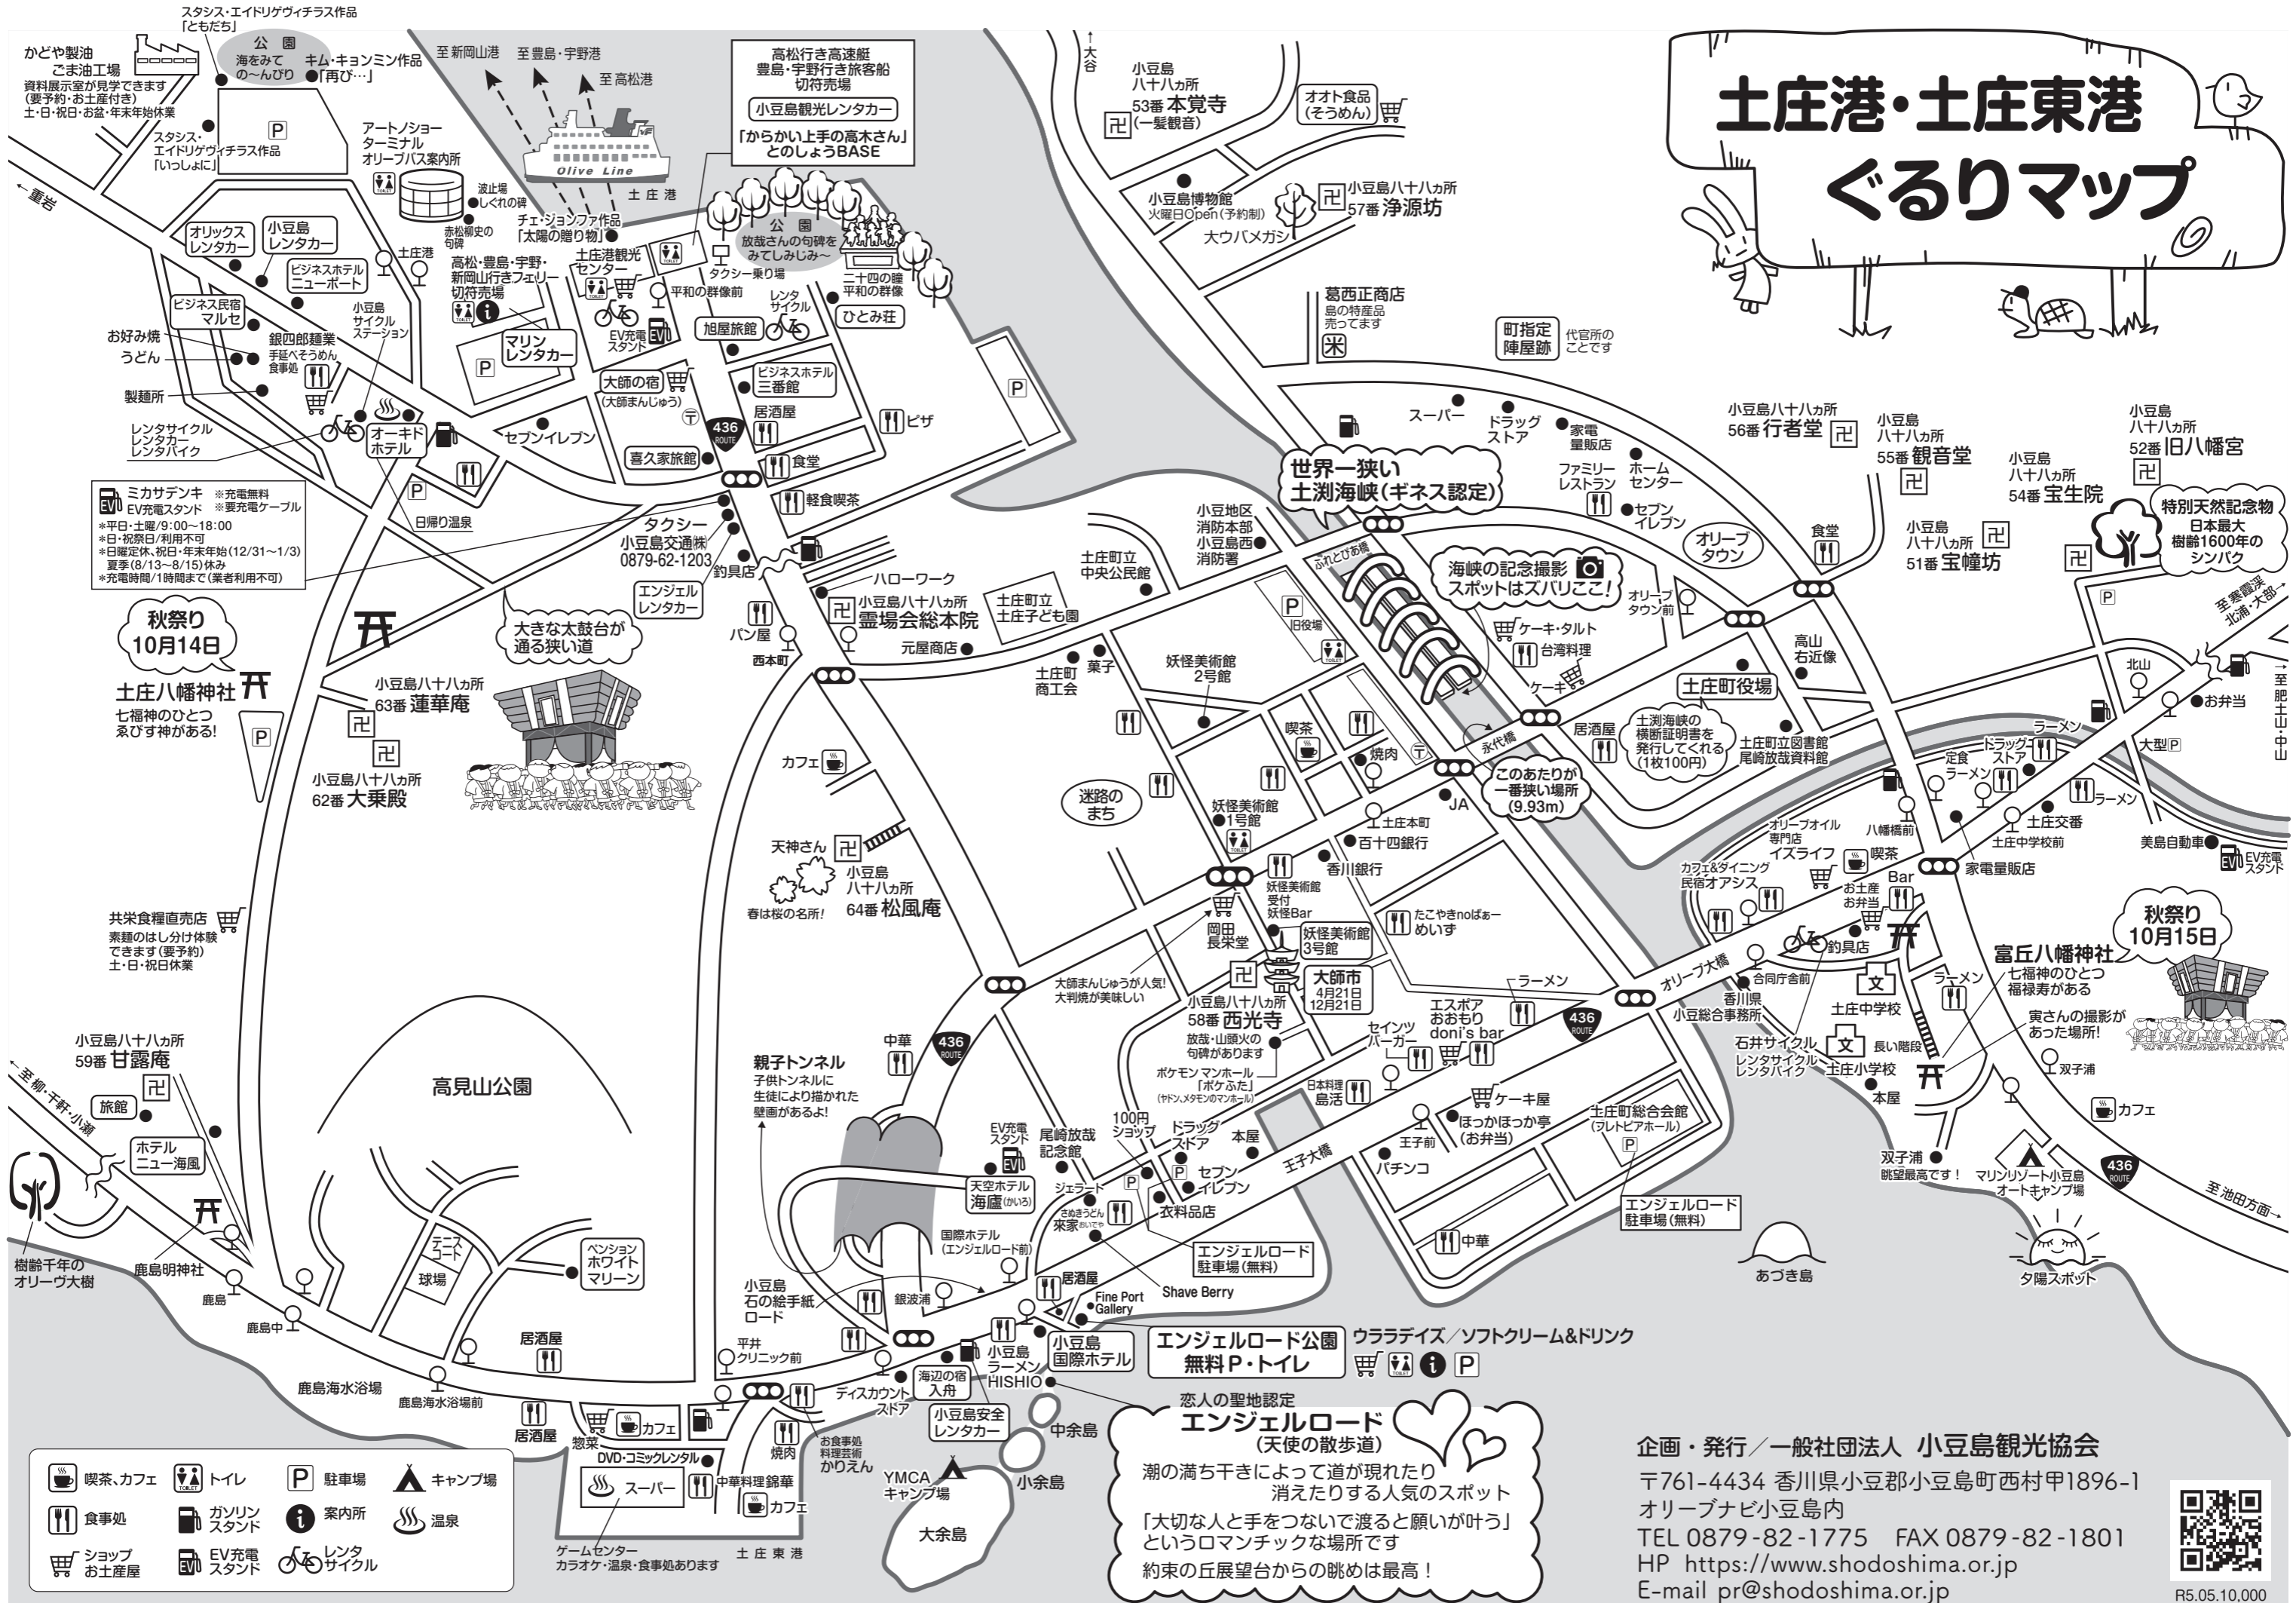 土庄港・土庄東港
ぐるりマップ
スタシス・エイドリゲヴィチラス作品
「ともだち」
かどや製油
ごま油工場
資料展示室が見学できます
(要予約・お土産付き)
土・日・祝日・お盆・年末年始休業
公園
海をみて
の〜んびり
キム・キョンミン作品
「再び…」
P
スタシス・
エイドリゲヴィチラス作品
「いっしょに」
アートノショー
ターミナル
オリーブバス案内所
TOILET
波止場
しぐれの碑
赤松柳史の
句碑
至 新岡山港
至 豊島・宇野港
至 高松港
Olive Line
土庄港
高松行き高速艇
豊島・宇野行き旅客船
切符売場
小豆島観光レンタカー
「からかい上手の高木さん」
とのしょうBASE
チェ・ジョンファ作品
「太陽の贈り物」
公園
放哉さんの句碑を
みてしみじみ〜
二十四の瞳
平和の群像
タクシー乗り場
平和の群像前
土庄港観光
センター
高松・豊島・宇野・
新岡山行きフェリー
切符売場
土庄港
EV充電
スタンド
レンタ
サイクル
ひとみ荘
旭屋旅館
マリン
レンタカー
ビジネスホテル
三番館
大師の宿
(大師まんじゅう)
居酒屋
ピザ
食堂
軽食喫茶
喜久家旅館
セブンイレブン
436
ROUTE
← 重岩
オリックス
レンタカー
小豆島
レンタカー
ビジネスホテル
ニューポート
ビジネス民宿
マルセ
お好み焼
うどん
銀四郎麺業
手延べそうめん
食事処
小豆島
サイクル
ステーション
製麺所
レンタサイクル
レンタカー
レンタバイク
オーキド
ホテル
日帰り温泉
ミカサデンキ
EV充電スタンド
※充電無料
※要充電ケーブル
*平日・土曜/9:00〜18:00
*日・祝祭日/利用不可
*日曜定休、祝日・年末年始(12/31〜1/3)
夏季(8/13〜8/15)休み
*充電時間/1時間まで(業者利用不可)
タクシー
小豆島交通㈱
0879-62-1203
釣具店
エンジェル
レンタカー
パン屋
西本町
ハローワーク
小豆島八十八ヵ所
霊場会総本院
元屋商店
土庄町立
土庄子ども園
土庄町立
中央公民館
土庄町
商工会
菓子
秋祭り
10月14日
土庄八幡神社
七福神のひとつ
ゑびす神がある!
大きな太鼓台が
通る狭い道
小豆島八十八ヵ所
63番 蓮華庵
小豆島八十八ヵ所
62番 大乗殿
←大谷
小豆島
八十八ヵ所
53番 本覚寺
(一髪観音)
オオト食品
(そうめん)
小豆島博物館
火曜日Open(予約制)
小豆島八十八ヵ所
57番 浄源坊
大ウバメガシ
葛西正商店
島の特産品
売ってます
米
町指定
陣屋跡
代官所の
ことです
スーパー
ドラッグ
ストア
家電
量販店
ホーム
センター
ファミリー
レストラン
セブン
イレブン
オリーブ
タウン
オリーブ
タウン前
食堂
小豆島八十八ヵ所
56番 行者堂
小豆島
八十八ヵ所
55番 観音堂
小豆島
八十八ヵ所
54番 宝生院
小豆島
八十八ヵ所
52番 旧八幡宮
小豆島
八十八ヵ所
51番 宝幢坊
特別天然記念物
日本最大
樹齢1600年の
シンパク
至 寒霞渓
北浦・大部
→至 肥土山・中山
世界一狭い
土渕海峡(ギネス認定)
小豆地区
消防本部
小豆島西
消防署
ふれとぴあ橋
旧役場
海峡の記念撮影
スポットはズバリここ!
ケーキ・タルト
台湾料理
ケーキ
高山
右近像
土庄町役場
土渕海峡の
横断証明書を
発行してくれる
(1枚100円)
土庄町立図書館
尾崎放哉資料館
居酒屋
永代橋
このあたりが
一番狭い場所
(9.93m)
JA
妖怪美術館
2号館
喫茶
焼肉
土庄本町
百十四銀行
香川銀行
妖怪美術館
1号館
妖怪美術館
受付
妖怪Bar
妖怪美術館
3号館
迷路の
まち
岡田
長栄堂
大師まんじゅうが人気!
大判焼が美味しい
大師市
4月21日
12月21日
小豆島八十八ヵ所
58番 西光寺
放哉・山頭火の
句碑があります
ポケモン マンホール
「ポケふた」
(ヤドン、メタモンのマンホール)
たこやきnoばぁー
めいず
ラーメン
エスポア
おおもり
doni's bar
セインツ
バーガー
日本料理
島活
ケーキ屋
ほっかほっか亭
(お弁当)
王子前
パチンコ
土庄町総合会館
(フレトピアホール)
エンジェルロード
駐車場(無料)
中華
王子大橋
オリーブ大橋
合同庁舎前
香川県
小豆総合事務所
石井サイクル
レンタサイクル
レンタバイク
土庄中学校
文
土庄小学校
本屋
長い階段
ラーメン
釣具店
お土産
お弁当
Bar
喫茶
カフェ&ダイニング
民宿オアシス
オリーブオイル
専門店
イズライフ
八幡橋前
定食
ラーメン
ドラッグ
ストア
ラーメン
ラーメン
土庄交番
土庄中学校前
家電量販店
北山
お弁当
大型P
美島自動車
EV充電
スタンド
秋祭り
10月15日
富丘八幡神社
七福神のひとつ
福禄寿がある
寅さんの撮影が
あった場所!
双子浦
カフェ
双子浦
眺望最高です!
マリンリゾート小豆島
オートキャンプ場
436
ROUTE
至 池田方面→
夕陽スポット
あづき島
カフェ
天神さん
春は桜の名所!
小豆島
八十八ヵ所
64番 松風庵
共栄食糧直売店
素麺のはし分け体験
できます(要予約)
土・日・祝日休業
小豆島八十八ヵ所
59番 甘露庵
旅館
ホテル
ニュー海風
←至 柳・千軒・小瀬
樹齢千年の
オリーヴ大樹
鹿島明神社
鹿島
鹿島中
高見山公園
テニス
コート
球場
ペンション
ホワイト
マリーン
中華
436
ROUTE
親子トンネル
子供トンネルに
生徒により描かれた
壁画があるよ!
EV充電
スタンド
尾崎放哉
記念館
天空ホテル
海廬(かいろ)
100円
ショップ
ドラッグ
ストア
本屋
セブン
イレブン
ジェラート
さぬきうどん
來家おいでや
衣料品店
エンジェルロード
駐車場(無料)
Shave Berry
国際ホテル
(エンジェルロード前)
小豆島
石の絵手紙
ロード
銀波浦
居酒屋
Fine Port
Gallery
小豆島
国際ホテル
小豆島
ラーメン
HISHIO
エンジェルロード公園
無料P・トイレ
ウララデイズ/ソフトクリーム&ドリンク
平井
クリニック前
ディスカウント
ストア
海辺の宿
入舟
小豆島安全
レンタカー
居酒屋
鹿島海水浴場
鹿島海水浴場前
居酒屋
惣菜
カフェ
DVD・コミックレンタル
スーパー
中華料理 錦華
カフェ
焼肉
お食事処
料理芸術
かりえん
ゲームセンター
カラオケ・温泉・食事処あります
土庄東港
YMCA
キャンプ場
中余島
小余島
大余島
恋人の聖地認定
エンジェルロード
(天使の散歩道)
潮の満ち干きによって道が現れたり
消えたりする人気のスポット
「大切な人と手をつないで渡ると願いが叶う」
というロマンチックな場所です
約束の丘展望台からの眺めは最高!
喫茶、カフェ
トイレ
駐車場
キャンプ場
食事処
ガソリン
スタンド
案内所
温泉
ショップ
お土産屋
EV充電
スタンド
レンタ
サイクル
企画・発行/一般社団法人 小豆島観光協会
〒761-4434 香川県小豆郡小豆島町西村甲1896-1
オリーブナビ小豆島内
TEL 0879-82-1775 FAX 0879-82-1801
HP https://www.shodoshima.or.jp
E-mail pr@shodoshima.or.jp
R5.05.10,000